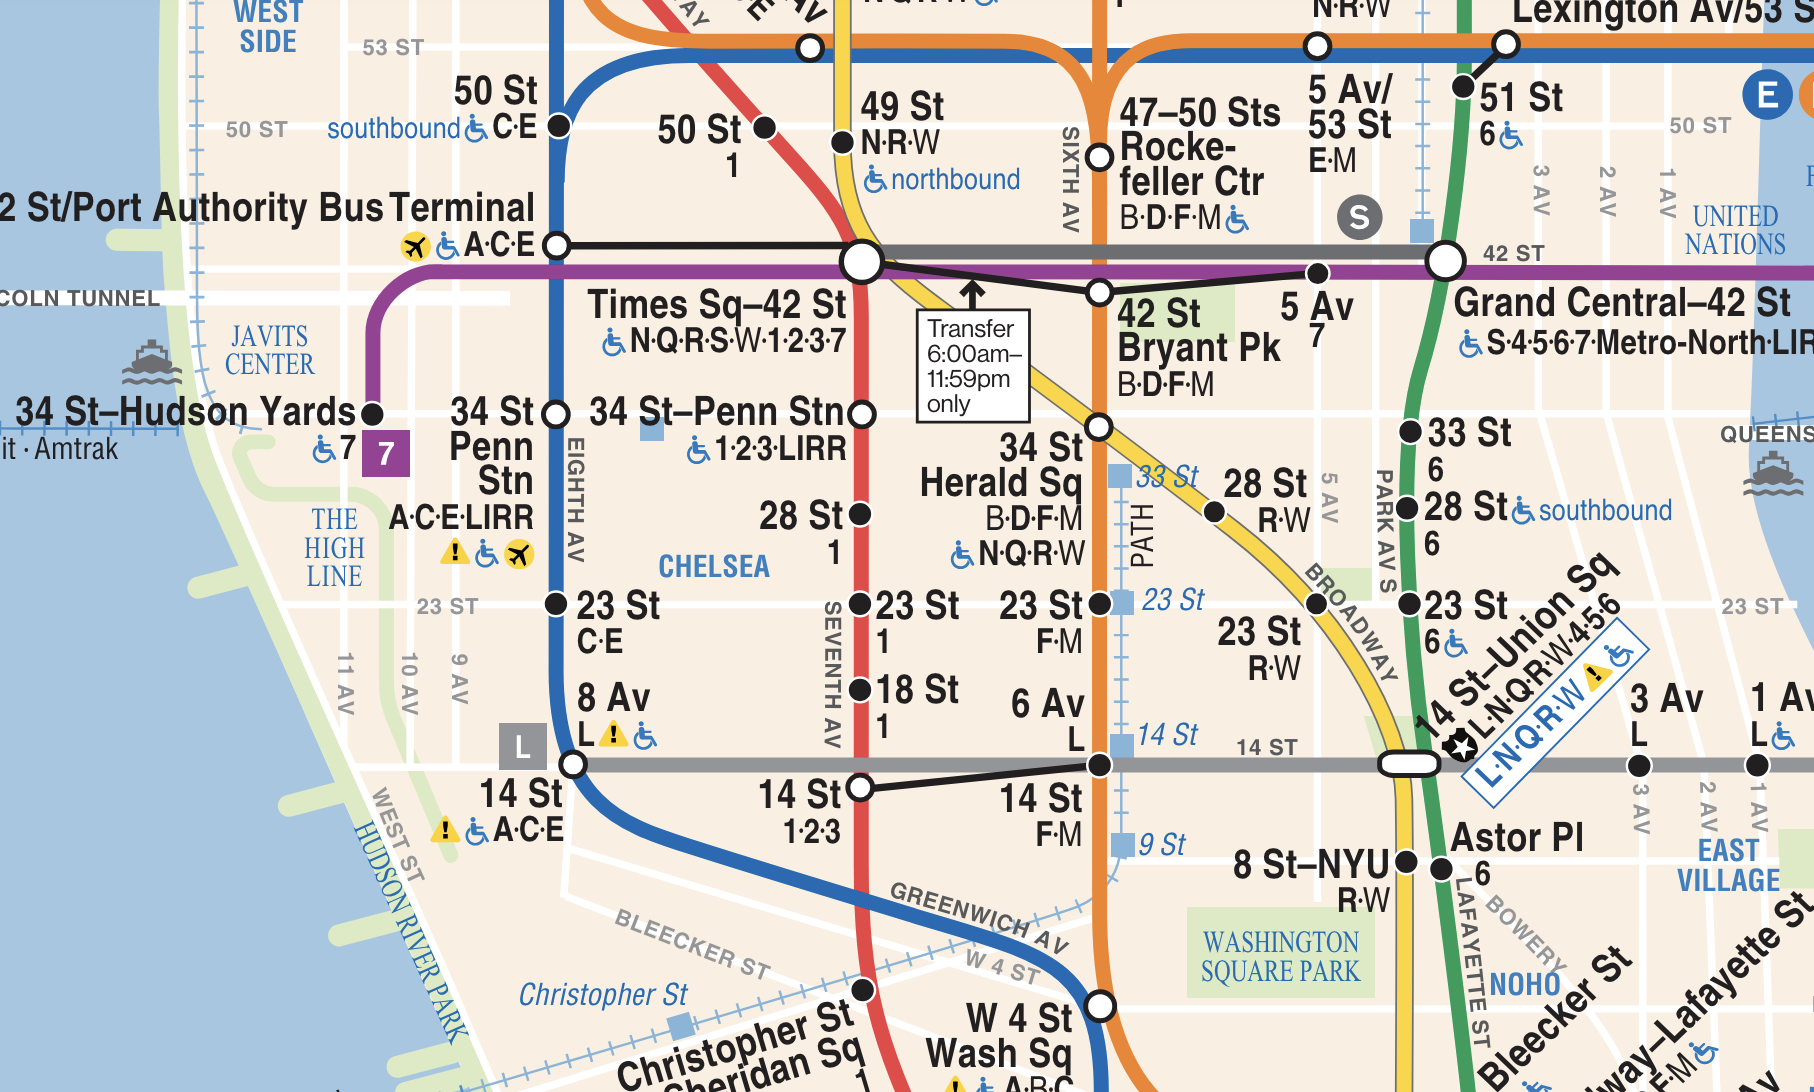 WEST
SIDE
53 ST
50 St
southbound C·E
50 ST
50 St
1
49 St
N·R·W
northbound
SIXTH AV
47–50 Sts
Rocke-
feller Ctr
B·D·F·M
N·R·W
5 Av/
53 St
E·M
Lexington Av/53 S
51 St
6
E
50 ST
3 AV
2 AV
1 AV
UNITED
NATIONS
S
42 ST
2 St/Port Authority Bus Terminal
A·C·E
COLN TUNNEL
JAVITS
CENTER
Times Sq–42 St
N·Q·R·S·W·1·2·3·7
Transfer
6:00am–
11:59pm
only
42 St
Bryant Pk
B·D·F·M
5 Av
7
Grand Central–42 St
S·4·5·6·7·Metro-North·LIR
34 St–Hudson Yards
7
7
it · Amtrak
34 St
Penn
Stn
A·C·E·LIRR
EIGHTH AV
34 St–Penn Stn
1·2·3·LIRR
34 St
Herald Sq
B·D·F·M
N·Q·R·W
33 St
PATH
28 St
R·W
5 AV
PARK AV S
33 St
6
28 St southbound
6
QUEENS
THE
HIGH
LINE
CHELSEA
28 St
1
23 ST
23 St
C·E
SEVENTH AV
23 St
1
23 St
F·M
23 St
23 St
R·W
BROADWAY
23 St
6
23 ST
11 AV
10 AV
9 AV
8 Av
L
L
14 St
A·C·E
18 St
1
6 Av
L
14 St
14 ST
14 St
1·2·3
14 St
F·M
14 St–Union Sq
L·N·Q·R·W·4·5·6
L·N·Q·R·W
3 Av
L
1 Av
L
3 AV
2 AV
1 AV
WEST ST
HUDSON RIVER PARK
9 St
8 St–NYU
R·W
Astor Pl
6
EAST
VILLAGE
LAFAYETTE ST
BOWERY
GREENWICH AV
BLEECKER ST
W 4 ST
WASHINGTON
SQUARE PARK
NOHO
Christopher St
Christopher St
Sheridan Sq
1
W 4 St
Wash Sq
A·B·C
Bleecker St
way–Lafayette St
F·M